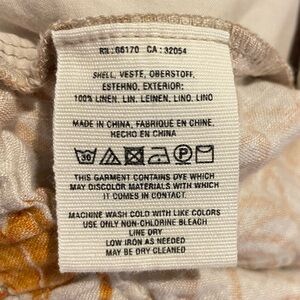 RN: 66170 CA: 32054
SHELL, VESTE, OBERSTOFF,
ESTERNO, EXTERIOR:
100% LINEN, LIN, LEINEN, LINO, LINO
MADE IN CHINA, FABRIQUÉ EN CHINE,
HECHO EN CHINA
30
P
THIS GARMENT CONTAINS DYE WHICH
MAY DISCOLOR MATERIALS WITH WHICH
IT COMES IN CONTACT.
MACHINE WASH COLD WITH LIKE COLORS
USE ONLY NON-CHLORINE BLEACH
LINE DRY
LOW IRON AS NEEDED
MAY BE DRY CLEANED